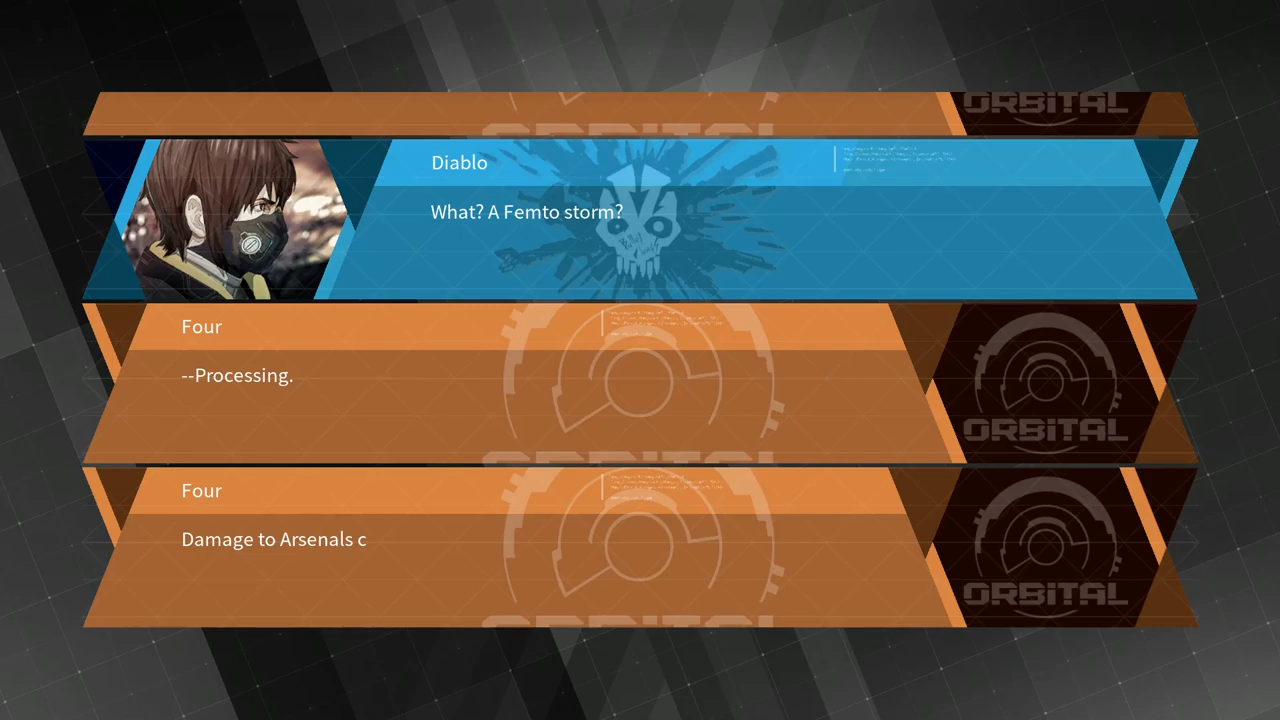 ORBITAL
Diablo
What? A Femto storm?
Four
--Processing.
ORBITAL
Four
Damage to Arsenals c
ORBITAL